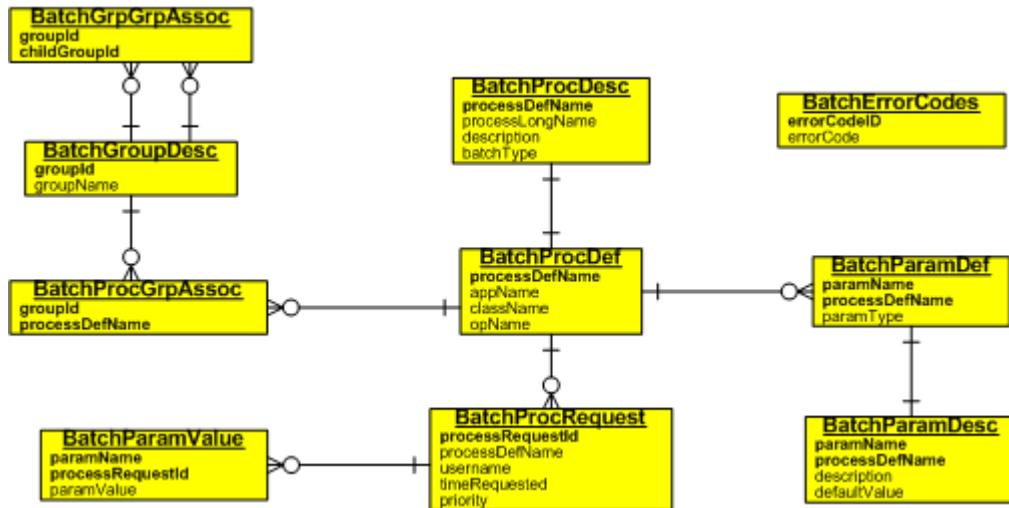 BatchGrpGrpAssoc
groupId
childGroupId
BatchProcDesc
processDefName
processLongName
description
batchType
BatchErrorCodes
errorCodeID
errorCode
BatchGroupDesc
groupId
groupName
BatchProcDef
processDefName
appName
className
opName
BatchParamDef
paramName
processDefName
paramType
BatchProcGrpAssoc
groupId
processDefName
BatchProcRequest
processRequestId
processDefName
username
timeRequested
priority
BatchParamValue
paramName
processRequestId
paramValue
BatchParamDesc
paramName
processDefName
description
defaultValue